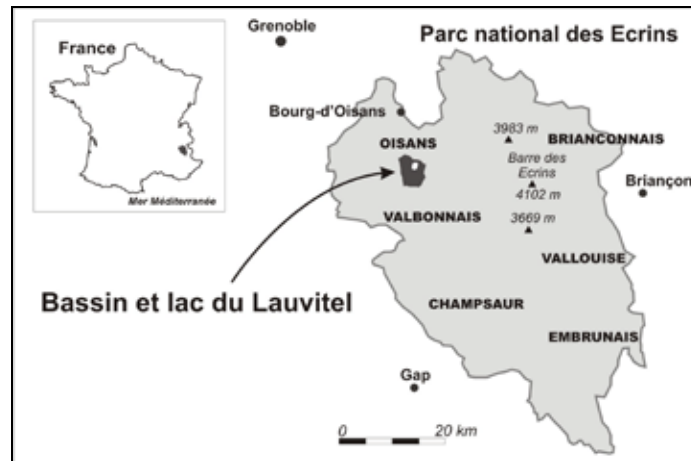 France
Mer Méditerranée
Grenoble
Parc national des Ecrins
Bourg-d'Oisans
OISANS
3983 m
BRIANCONNAIS
Barre des
Ecrins
4102 m
Briançon
VALBONNAIS
3669 m
VALLOUISE
Bassin et lac du Lauvitel
CHAMPSAUR
EMBRUNAIS
Gap
0
20 km